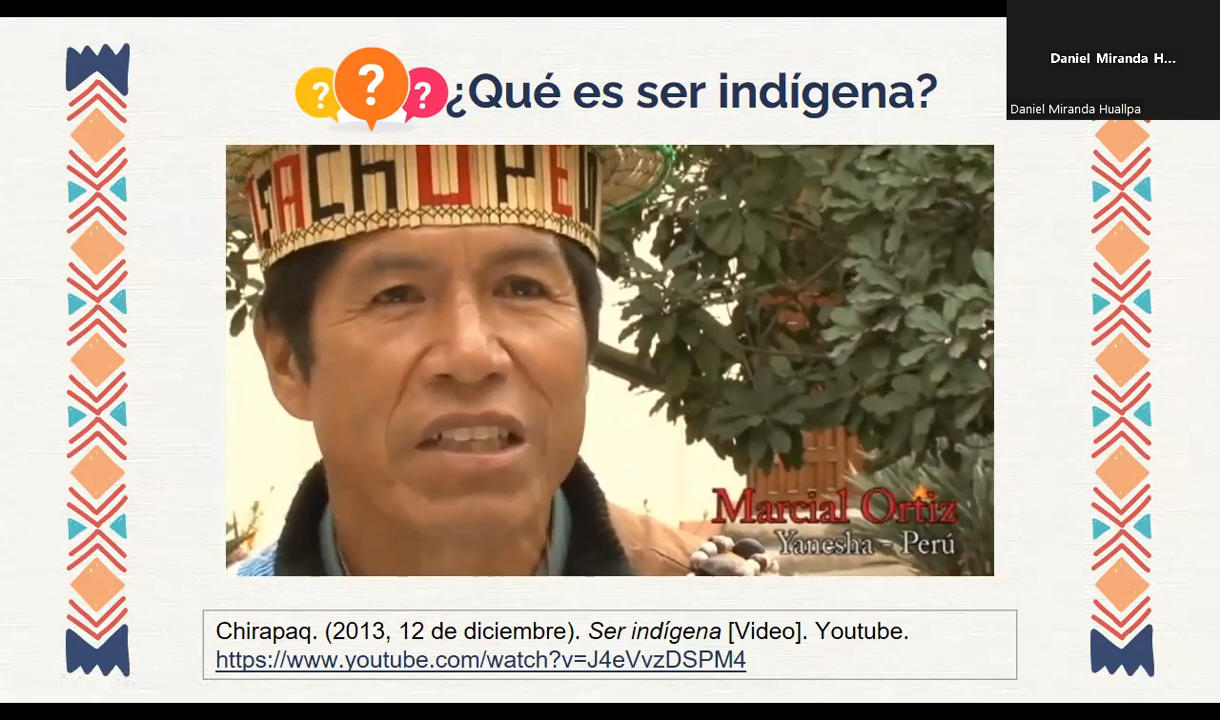 Daniel Miranda H...
Daniel Miranda Huallpa
? ? ?
¿Qué es ser indígena?
Marcial Ortiz
Yanesha - Perú
Chirapaq. (2013, 12 de diciembre). Ser indígena [Video]. Youtube.
https://www.youtube.com/watch?v=J4eVvzDSPM4